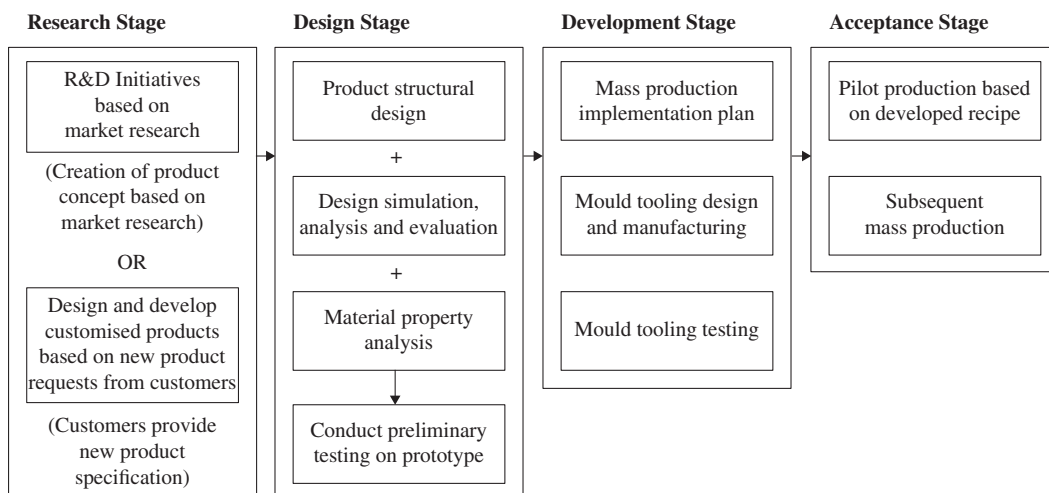 Research Stage
R&D Initiatives
based on
market research
(Creation of product
concept based on
market research)
OR
Design and develop
customised products
based on new product
requests from customers
(Customers provide
new product
specification)
Design Stage
Product structural
design
+
Design simulation,
analysis and evaluation
+
Material property
analysis
Conduct preliminary
testing on prototype
Development Stage
Mass production
implementation plan
Mould tooling design
and manufacturing
Mould tooling testing
Acceptance Stage
Pilot production based
on developed recipe
Subsequent
mass production